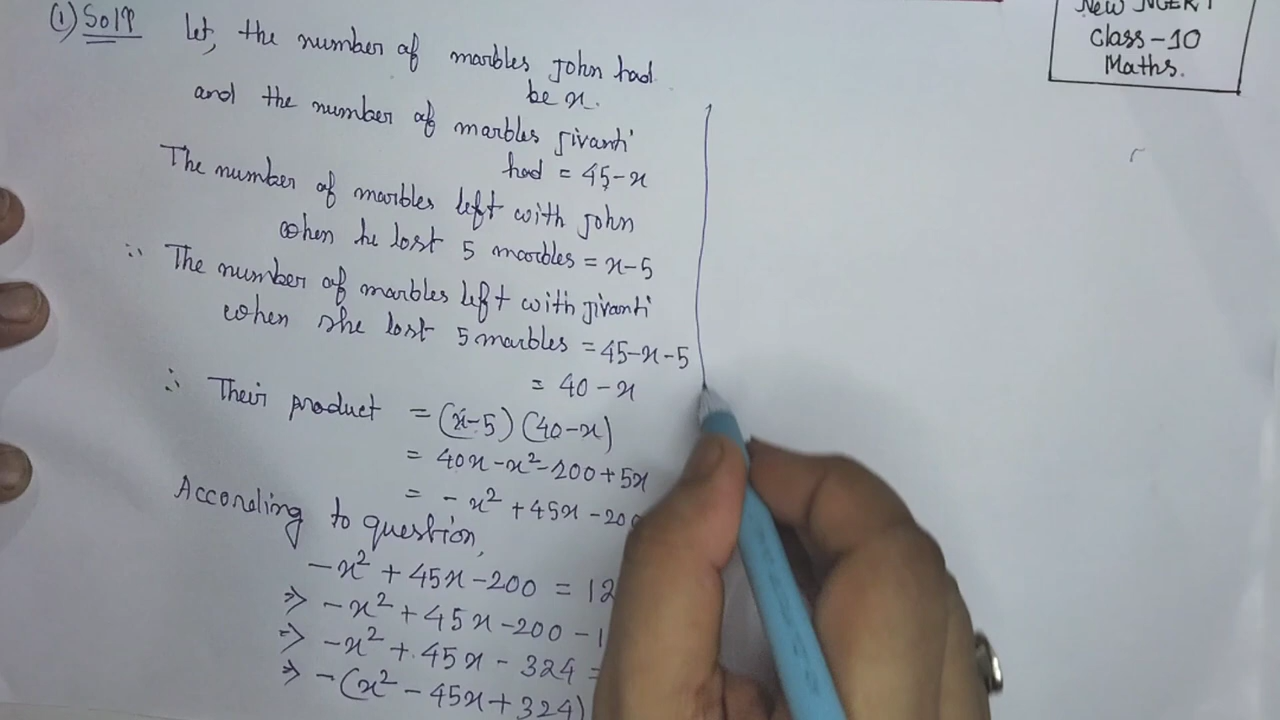 ① Solⁿ Let, the number of marbles John had
be x.
and the number of marbles Jivanti
had = 45-x
The number of marbles left with John
when he lost 5 marbles = x-5
∵ The number of marbles left with Jivanti
when she lost 5 marbles = 45-x-5
= 40-x
∴ Their product = (x-5) (40-x)
= 40x-x²-200+5x
= -x²+45x-200
According to question,
-x²+45x-200 = 12
⇒ -x²+45x-200-1
⇒ -x²+45x-324 =
⇒ -(x²-45x+324)
New NCERT
Class-10
Maths.